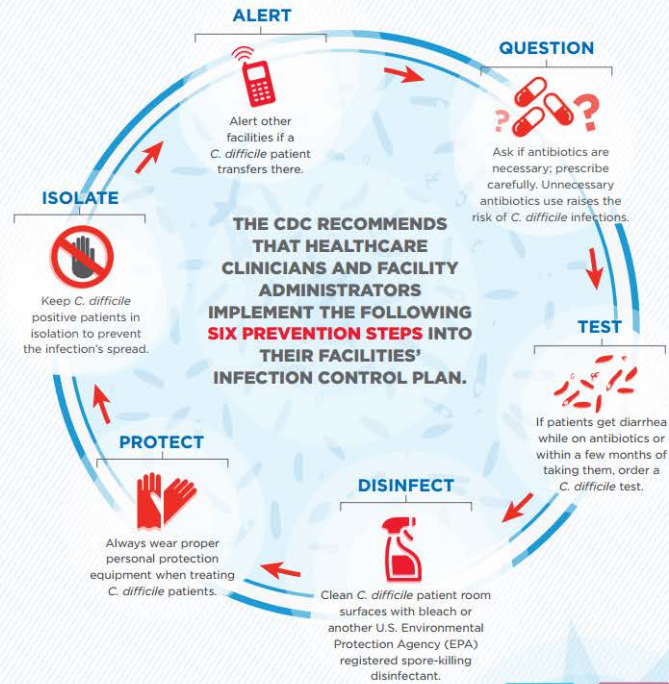 ALERT
Alert other
facilities if a
C. difficile patient
transfers there.
QUESTION
? ?
Ask if antibiotics are
necessary; prescribe
carefully. Unnecessary
antibiotics use raises the
risk of C. difficile infections.
ISOLATE
Keep C. difficile
positive patients in
isolation to prevent
the infection's spread.
THE CDC RECOMMENDS
THAT HEALTHCARE
CLINICIANS AND FACILITY
ADMINISTRATORS
IMPLEMENT THE FOLLOWING
SIX PREVENTION STEPS INTO
THEIR FACILITIES'
INFECTION CONTROL PLAN.
TEST
If patients get diarrhea
while on antibiotics or
within a few months of
taking them, order a
C. difficile test.
PROTECT
Always wear proper
personal protection
equipment when treating
C. difficile patients.
DISINFECT
Clean C. difficile patient room
surfaces with bleach or
another U.S. Environmental
Protection Agency (EPA)
registered spore-killing
disinfectant.